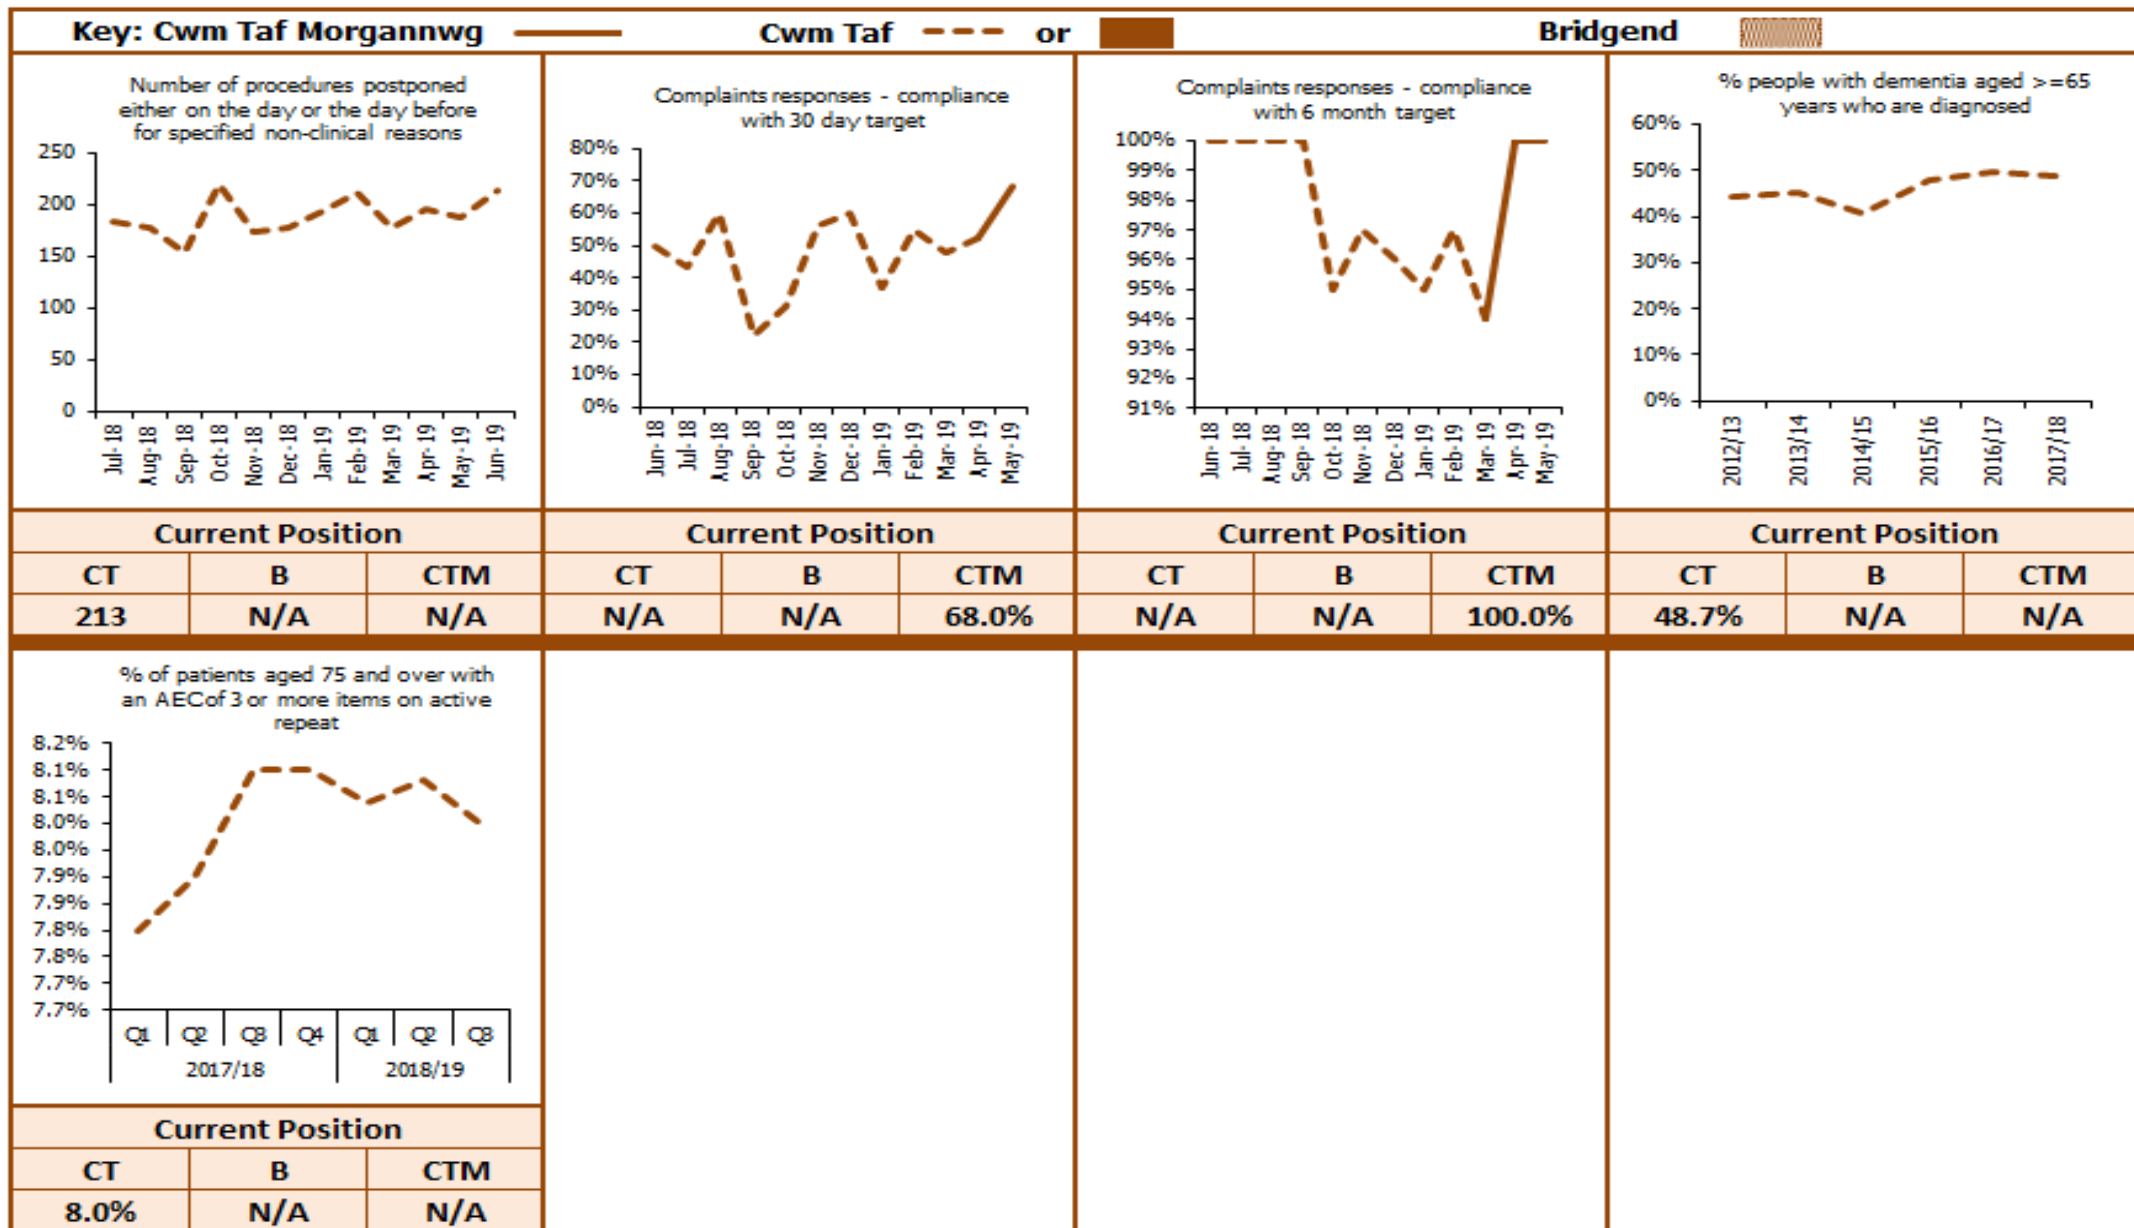 Key: Cwm Taf Morgannwg Cwm Taf or Bridgend
Number of procedures postponed
either on the day or the day before
for specified non-clinical reasons
250
200
150
100
50
0
Jul- 18
Aug- 18
Sep- 18
Oct- 18
Nov- 18
Dec- 18
Jan- 19
Feb- 19
Mar- 19
Apr- 19
May- 19
Jun- 19
Current Position
CT B CTM
213 N/A N/A
Complaints responses - compliance
with 30 day target
80%
70%
60%
50%
40%
30%
20%
10%
0%
Jun- 18
Jul- 18
Aug- 18
Sep- 18
Oct- 18
Nov- 18
Dec- 18
Jan- 19
Feb- 19
Mar- 19
Apr- 19
May- 19
Current Position
CT B CTM
N/A N/A 68.0%
Complaints responses - compliance
with 6 month target
100%
99%
98%
97%
96%
95%
94%
93%
92%
91%
Jun- 18
Jul- 18
Aug- 18
Sep- 18
Oct- 18
Nov- 18
Dec- 18
Jan- 19
Feb- 19
Mar- 19
Apr- 19
May- 19
Current Position
CT B CTM
N/A N/A 100.0%
% people with dementia aged >=65
years who are diagnosed
60%
50%
40%
30%
20%
10%
0%
2012/13
2013/14
2014/15
2015/16
2016/17
2017/18
Current Position
CT B CTM
48.7% N/A N/A
% of patients aged 75 and over with
an AEC of 3 or more items on active
repeat
8.2%
8.1%
8.1%
8.0%
8.0%
7.9%
7.9%
7.8%
7.8%
7.7%
7.7%
Q1 Q2 Q3 Q4 Q1 Q2 Q3
2017/18 2018/19
Current Position
CT B CTM
8.0% N/A N/A